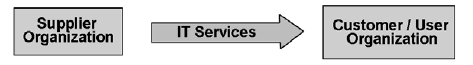 Supplier
Organization
IT Services
Customer / User
Organization